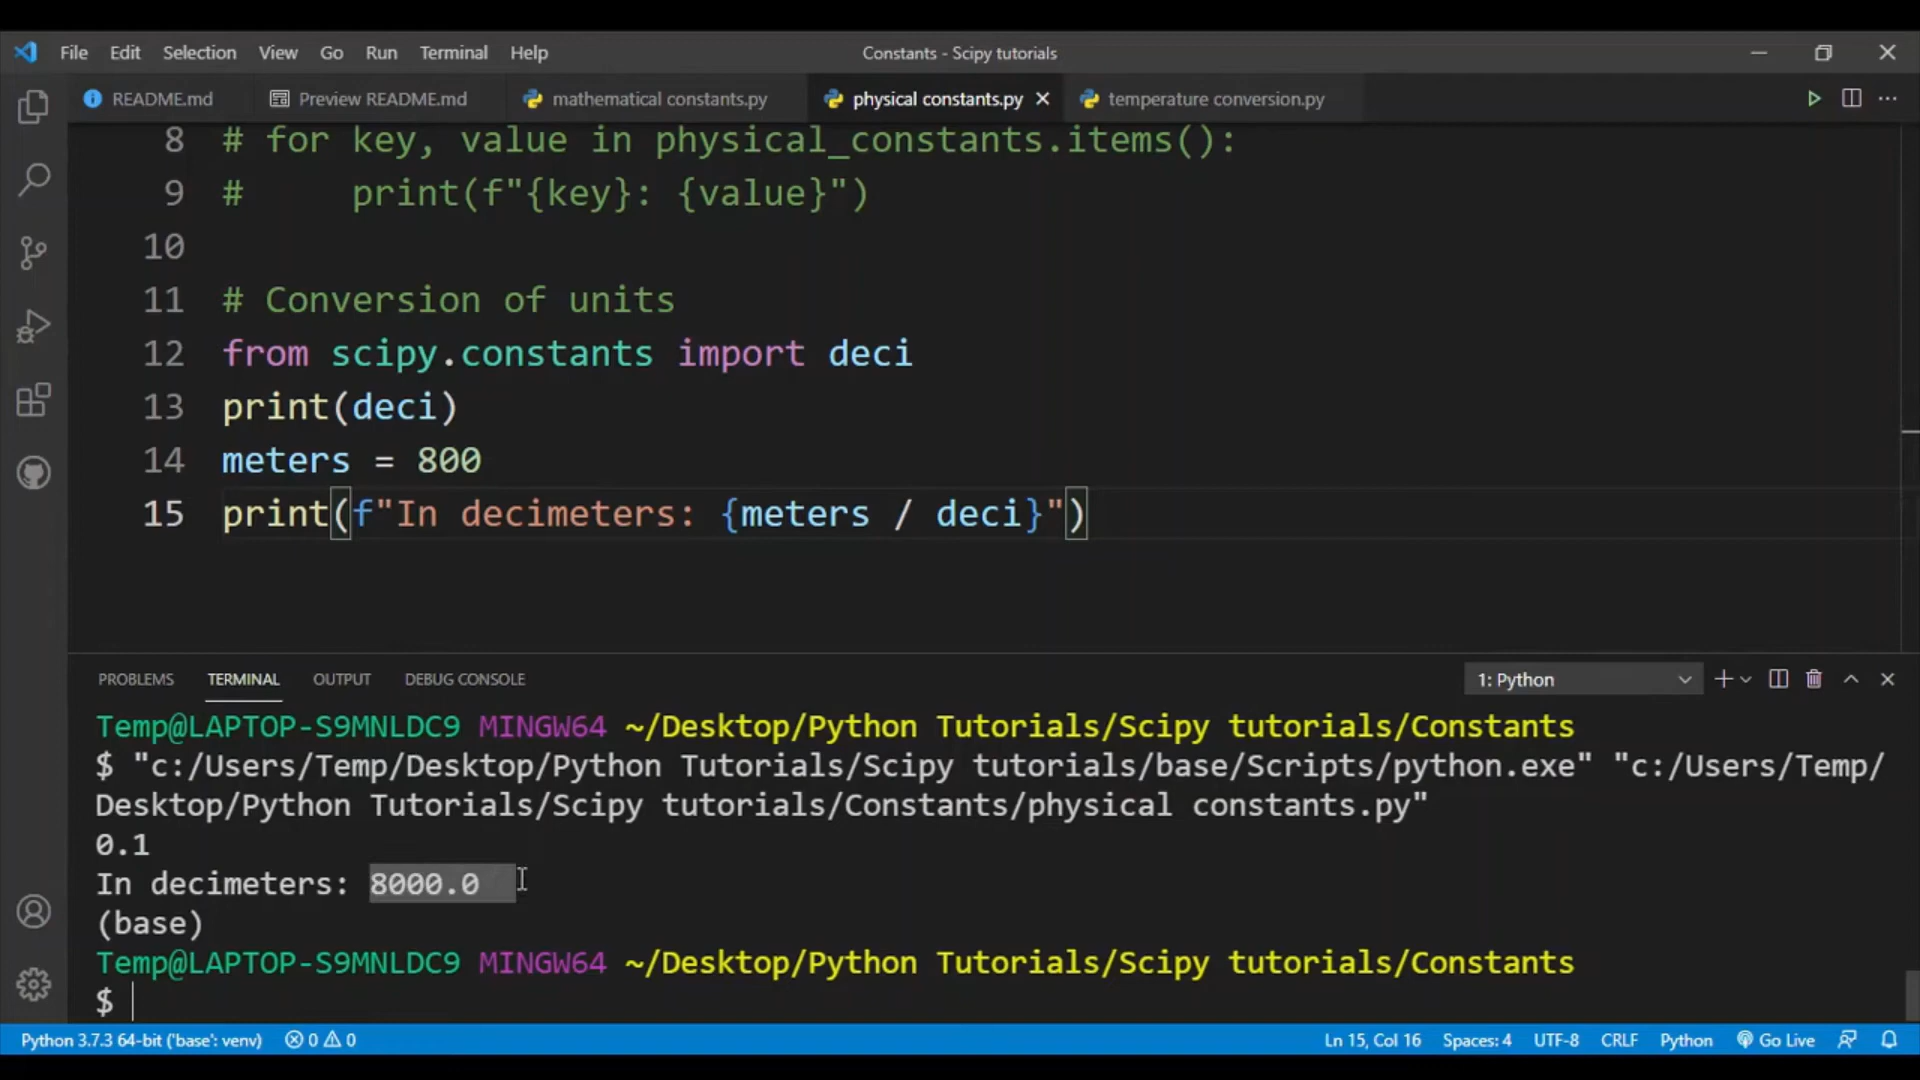 File Edit Selection View Go Run Terminal Help Constants - Scipy tutorials
README.md Preview README.md mathematical constants.py physical constants.py temperature conversion.py
8 # for key, value in physical_constants.items():
9 #     print(f"{key}: {value}")
10
11 # Conversion of units
12 from scipy.constants import deci
13 print(deci)
14 meters = 800
15 print(f"In decimeters: {meters / deci}")
PROBLEMS TERMINAL OUTPUT DEBUG CONSOLE 1: Python
Temp@LAPTOP-S9MNLDC9 MINGW64 ~/Desktop/Python Tutorials/Scipy tutorials/Constants
$ "c:/Users/Temp/Desktop/Python Tutorials/Scipy tutorials/base/Scripts/python.exe" "c:/Users/Temp/
Desktop/Python Tutorials/Scipy tutorials/Constants/physical constants.py"
0.1
In decimeters: 8000.0
(base)
Temp@LAPTOP-S9MNLDC9 MINGW64 ~/Desktop/Python Tutorials/Scipy tutorials/Constants
$
Python 3.7.3 64-bit ('base': venv) 0 0 Ln 15, Col 16 Spaces: 4 UTF-8 CRLF Python Go Live